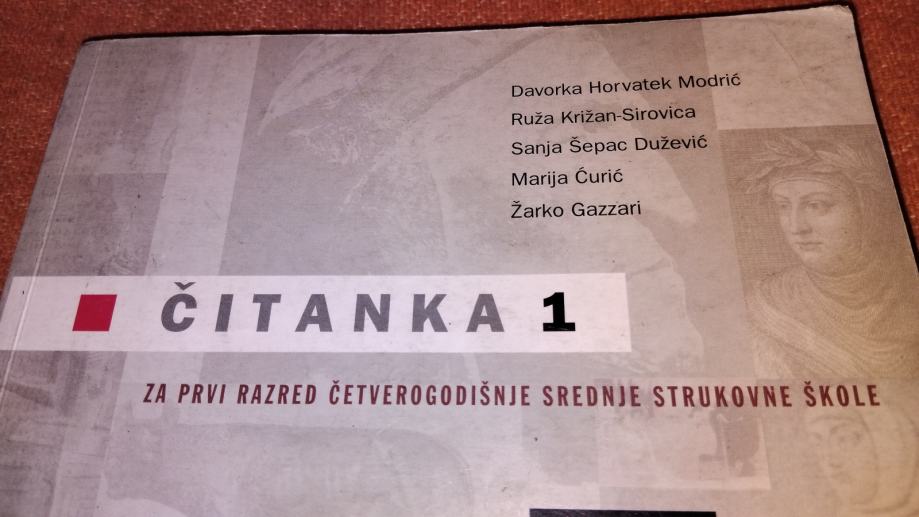 Davorka Horvatek Modrić
Ruža Križan-Sirovica
Sanja Šepac Dužević
Marija Ćurić
Žarko Gazzari
ČITANKA 1
ZA PRVI RAZRED ČETVEROGODIŠNJE SREDNJE STRUKOVNE ŠKOLE